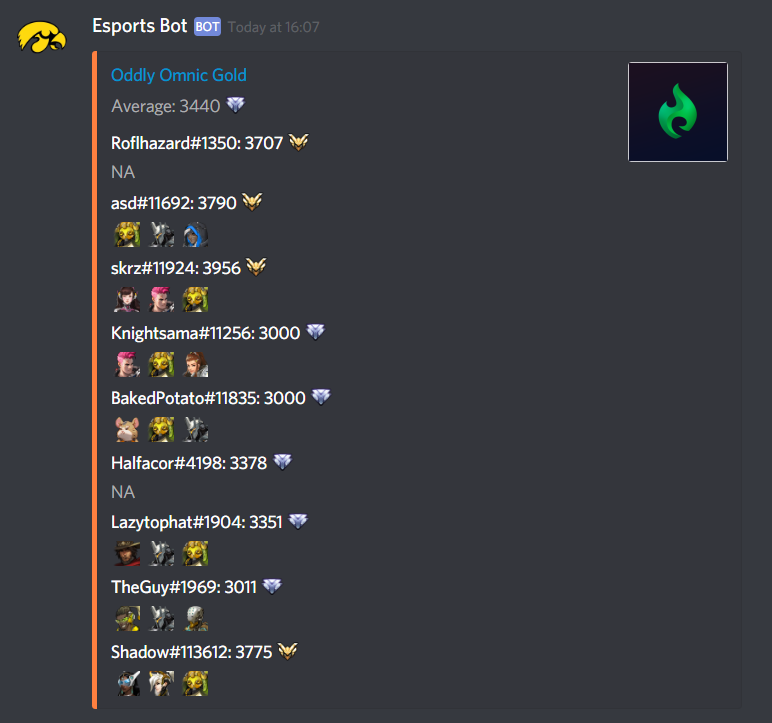 Esports Bot BOT Today at 16:07
Oddly Omnic Gold
Average: 3440
Roflhazard#1350: 3707
NA
asd#11692: 3790
skrz#11924: 3956
Knightsama#11256: 3000
BakedPotato#11835: 3000
Halfacor#4198: 3378
NA
Lazytophat#1904: 3351
TheGuy#1969: 3011
Shadow#113612: 3775